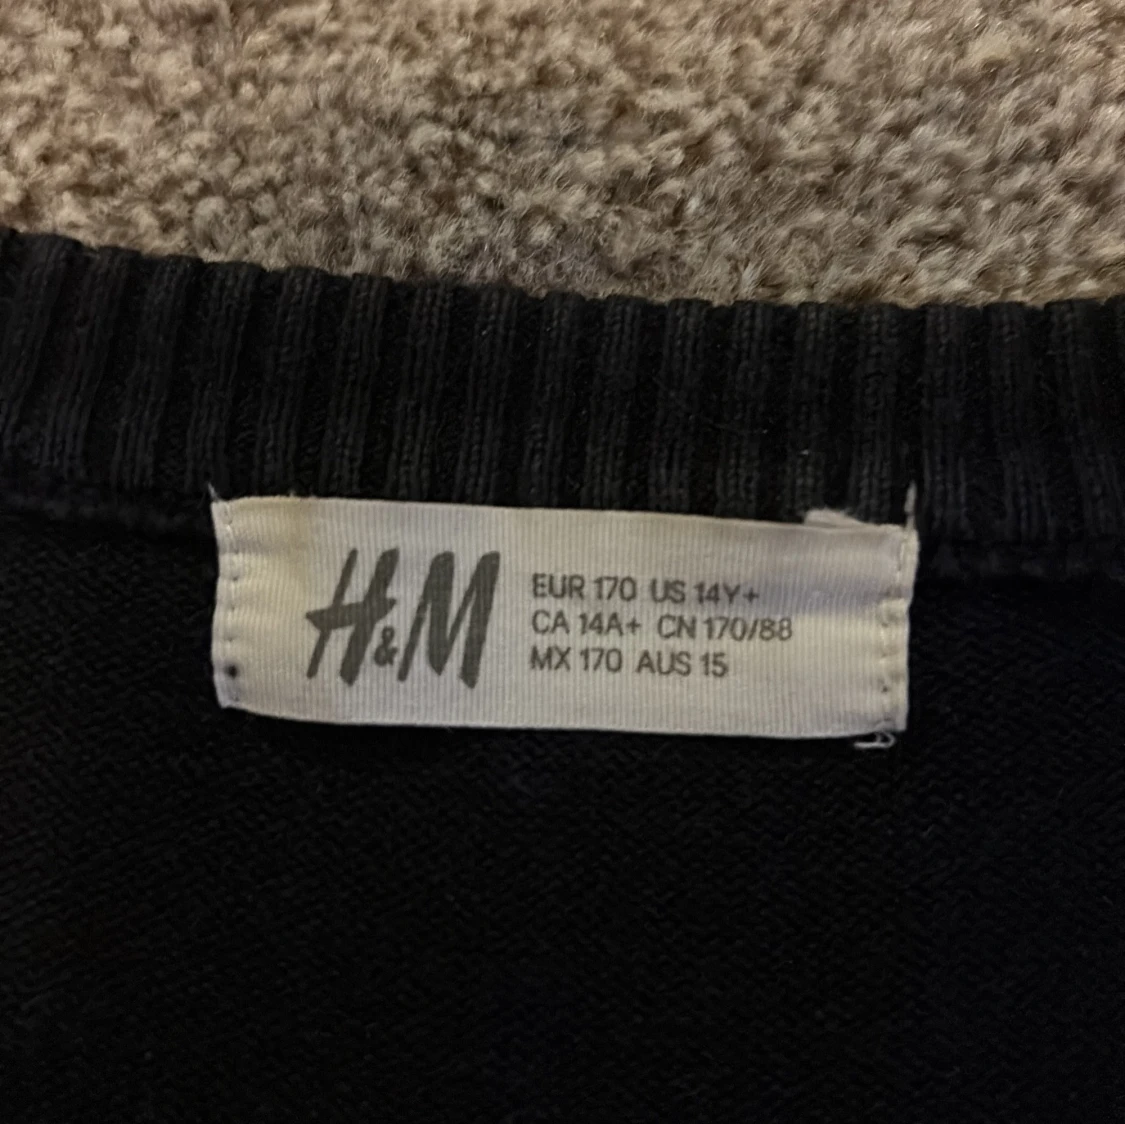 H&M
EUR 170 US 14Y+
CA 14A+ CN 170/88
MX 170 AUS 15